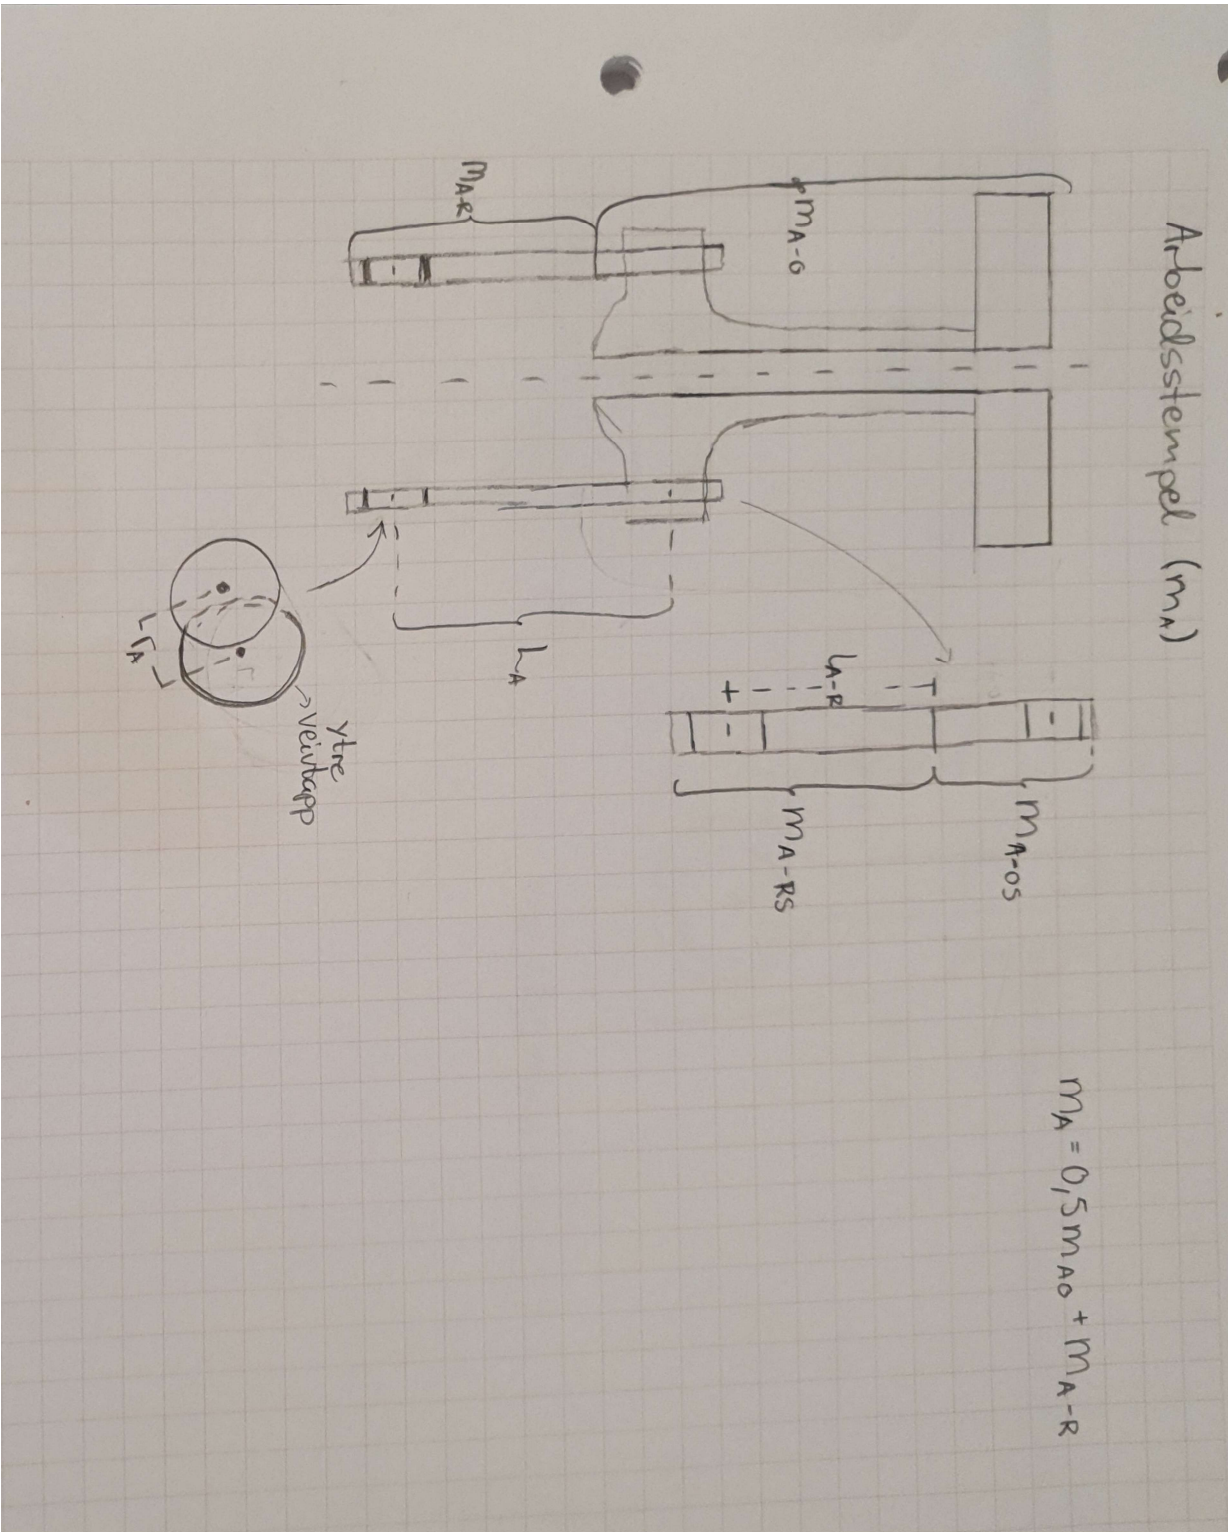 Arbeidsstempel (mA)
mA-O
mA-R
LA
LA-R
mA-OS
mA-RS
rA
ytre
veivtapp
mA = 0,5mAO + mA-R